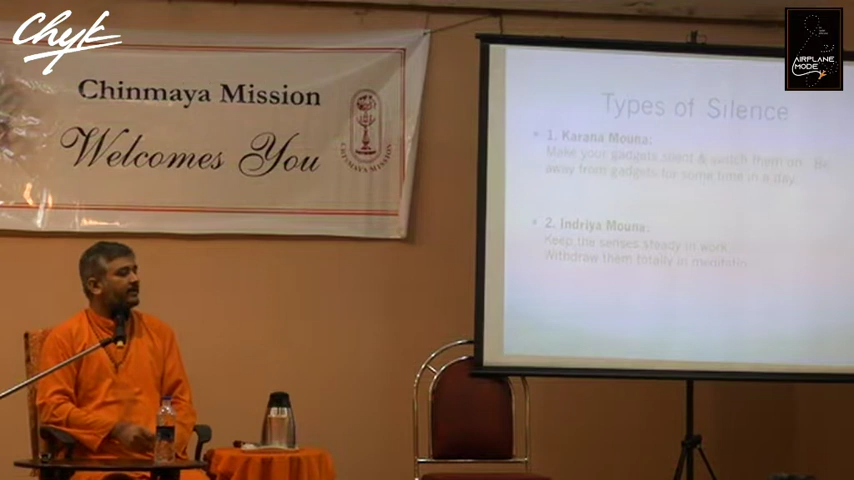 Chyk
AIRPLANE
MODE
Chinmaya Mission
Welcomes You
CHINMAYA MISSION
Types of Silence
• 1. Karana Mouna:
Make your gadgets silent & switch them on. Be
away from gadgets for some time in a day.
• 2. Indriya Mouna:
Keep the senses steady in work.
Withdraw them totally in